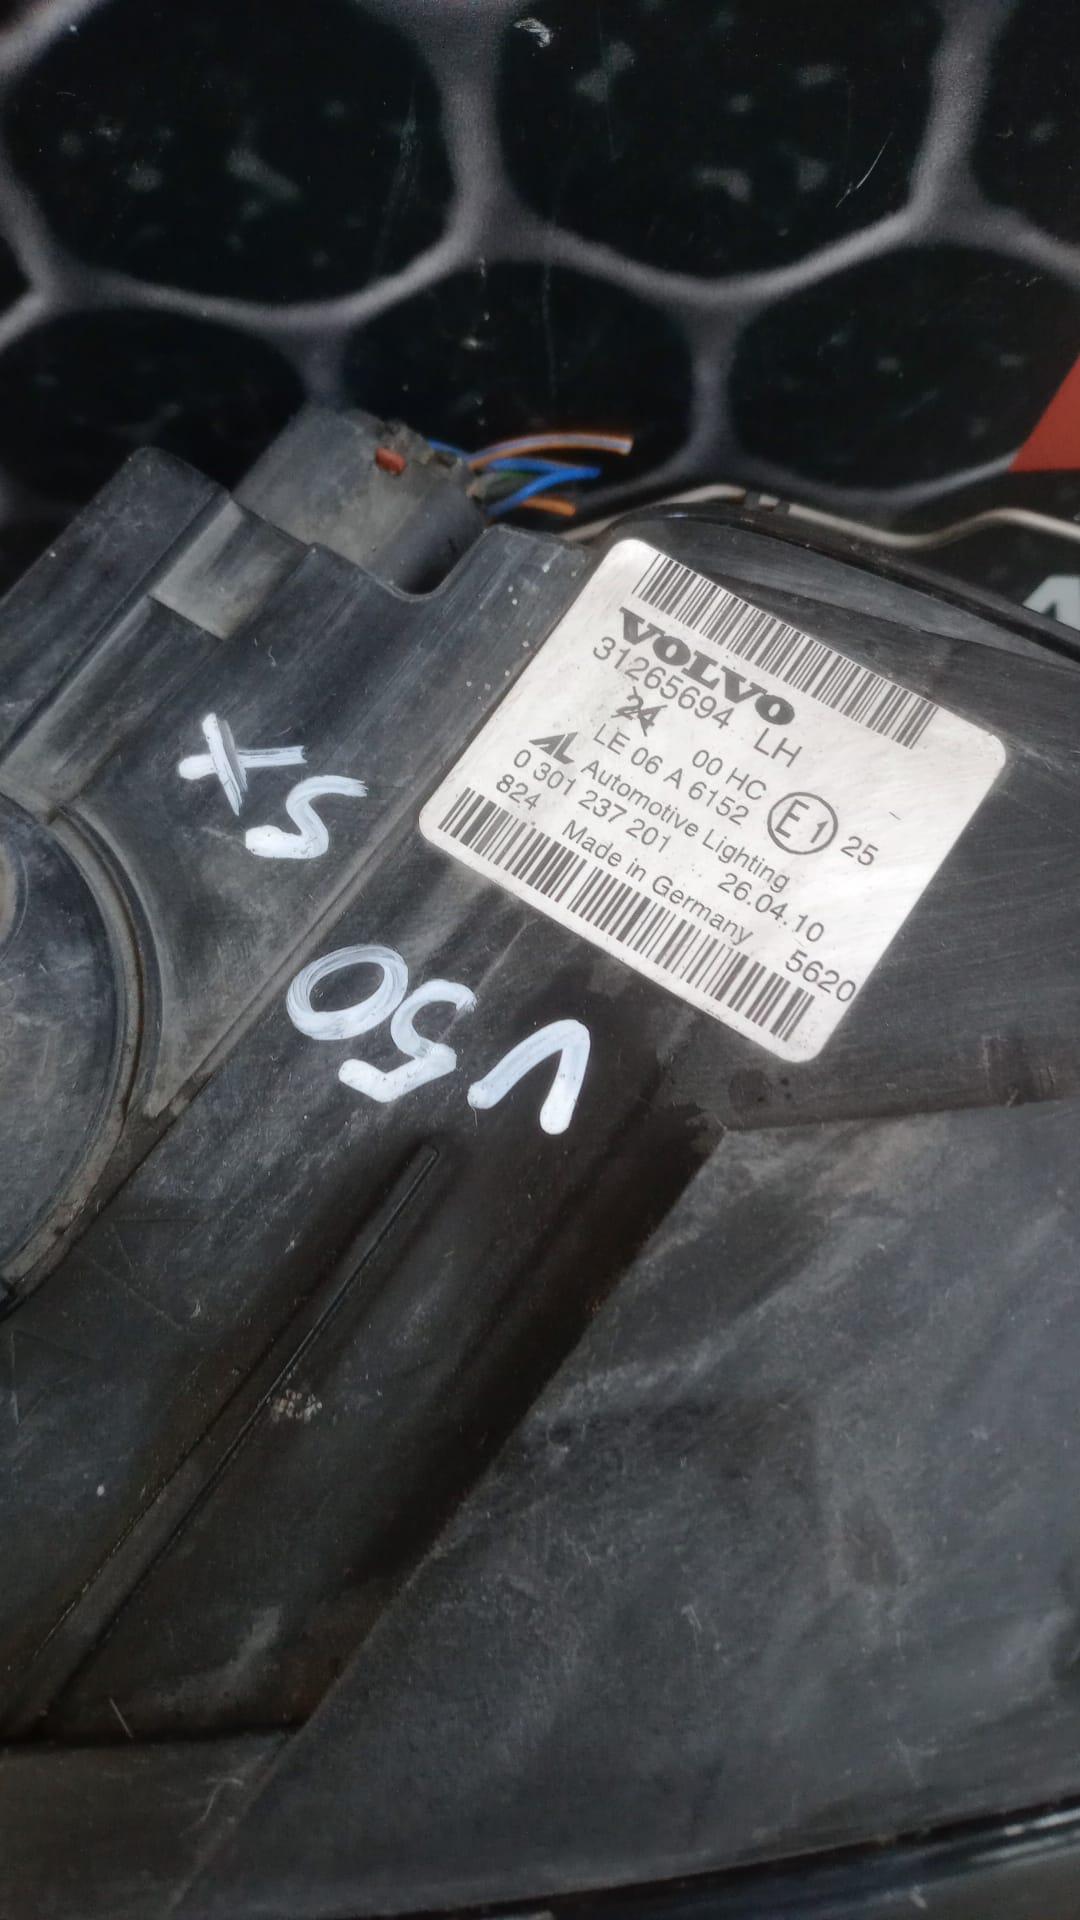 VOLVO
31265694 LH
24 00 HC
LE 06 A 6152 E1 25
AL Automotive Lighting
0 301 237 201 26.04.10
824 Made in Germany 5620
V50